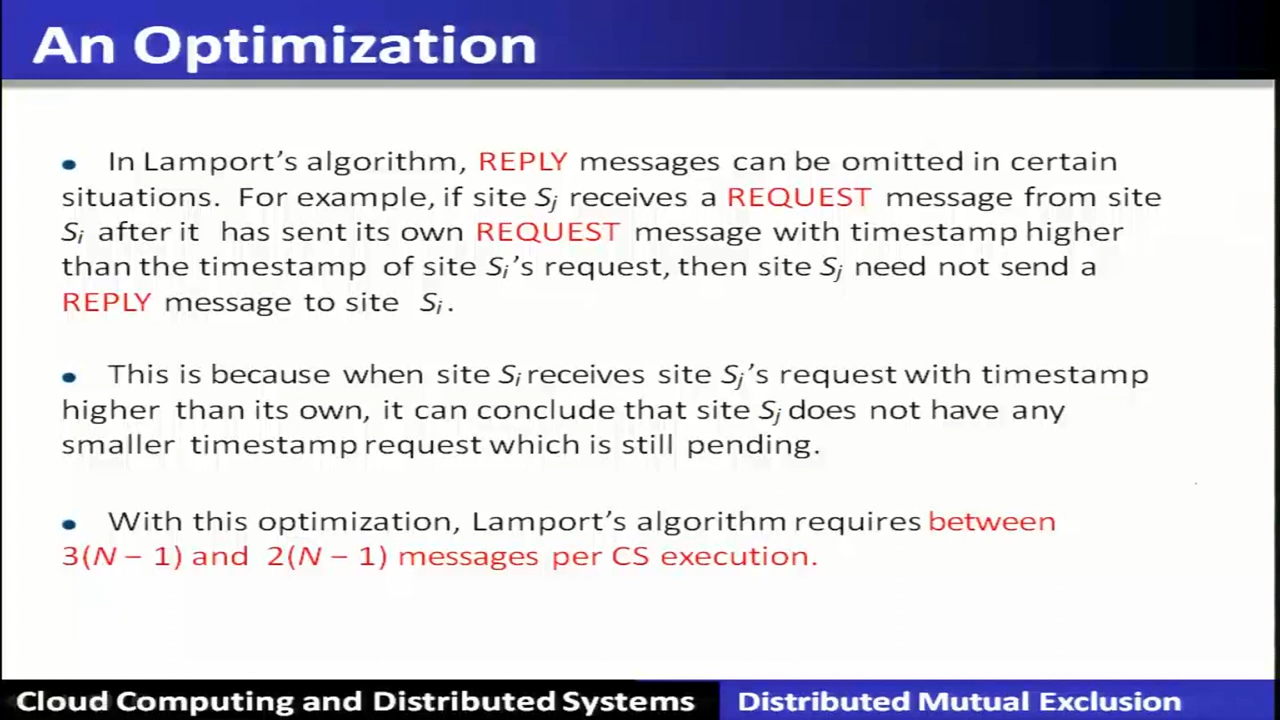 An Optimization
• In Lamport's algorithm, REPLY messages can be omitted in certain
situations. For example, if site Sj receives a REQUEST message from site
Si after it has sent its own REQUEST message with timestamp higher
than the timestamp of site Si's request, then site Sj need not send a
REPLY message to site Si.
• This is because when site Si receives site Sj's request with timestamp
higher than its own, it can conclude that site Sj does not have any
smaller timestamp request which is still pending.
• With this optimization, Lamport's algorithm requires between
3(N − 1) and 2(N − 1) messages per CS execution.
Cloud Computing and Distributed Systems
Distributed Mutual Exclusion